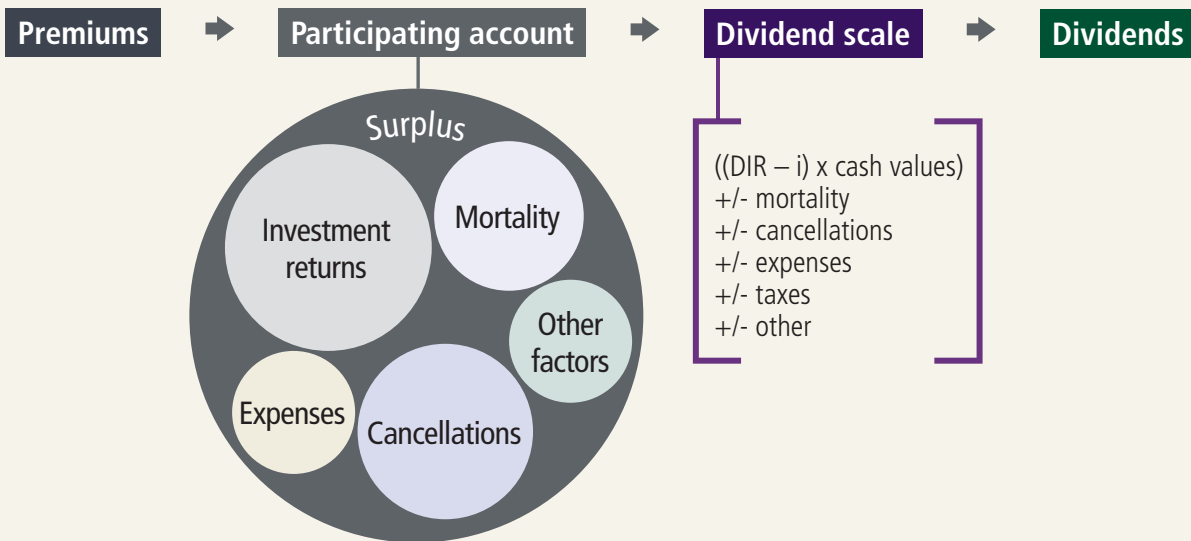 Premiums
Participating account
Dividend scale
Dividends
Surplus
Investment
returns
Mortality
Other
factors
Expenses
Cancellations
((DIR – i) x cash values)
+/- mortality
+/- cancellations
+/- expenses
+/- taxes
+/- other